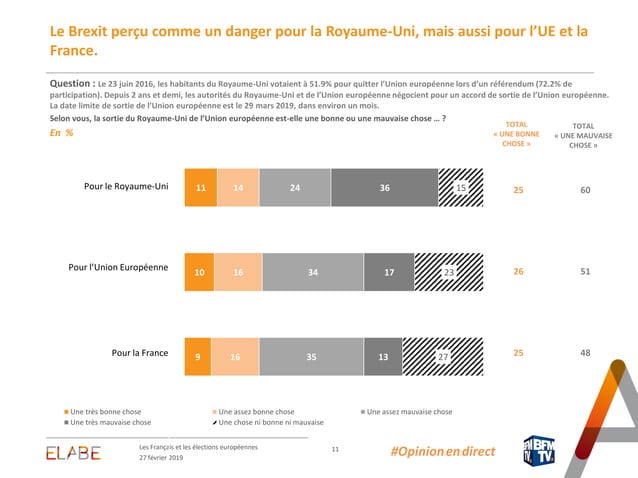 Le Brexit perçu comme un danger pour la Royaume-Uni, mais aussi pour l’UE et la
France.
Question : Le 23 juin 2016, les habitants du Royaume-Uni votaient à 51.9% pour quitter l’Union européenne lors d’un référendum (72.2% de
participation). Depuis 2 ans et demi, les autorités du Royaume-Uni et de l’Union européenne négocient pour un accord de sortie de l’Union européenne.
La date limite de sortie de l’Union européenne est le 29 mars 2019, dans environ un mois.
Selon vous, la sortie du Royaume-Uni de l’Union européenne est-elle une bonne ou une mauvaise chose … ?
En %
TOTAL
« UNE BONNE
CHOSE »
TOTAL
« UNE MAUVAISE
CHOSE »
Pour le Royaume-Uni 11 14 24 36 15 25 60
Pour l’Union Européenne 10 16 34 17 23 26 51
Pour la France 9 16 35 13 27 25 48
Une très bonne chose Une assez bonne chose Une assez mauvaise chose
Une très mauvaise chose Une chose ni bonne ni mauvaise
ELABE
Les Français et les élections européennes
27 février 2019
11
#Opinionendirect
BFM
TV.